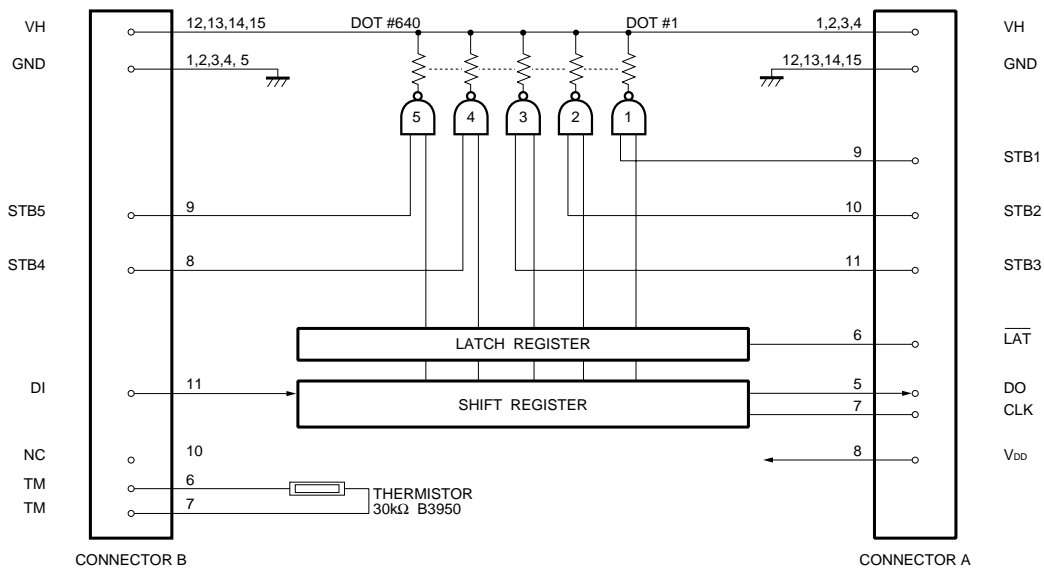 VH 12,13,14,15 DOT #640 DOT #1 1,2,3,4 VH
GND 1,2,3,4, 5 12,13,14,15 GND
5 4 3 2 1
9 STB1
STB5 9 10 STB2
STB4 8 11 STB3
LATCH REGISTER 6 LAT
DI 11 SHIFT REGISTER 5 DO
7 CLK
NC 10 8 VDD
TM 6 THERMISTOR
TM 7 30kΩ B3950
CONNECTOR B CONNECTOR A